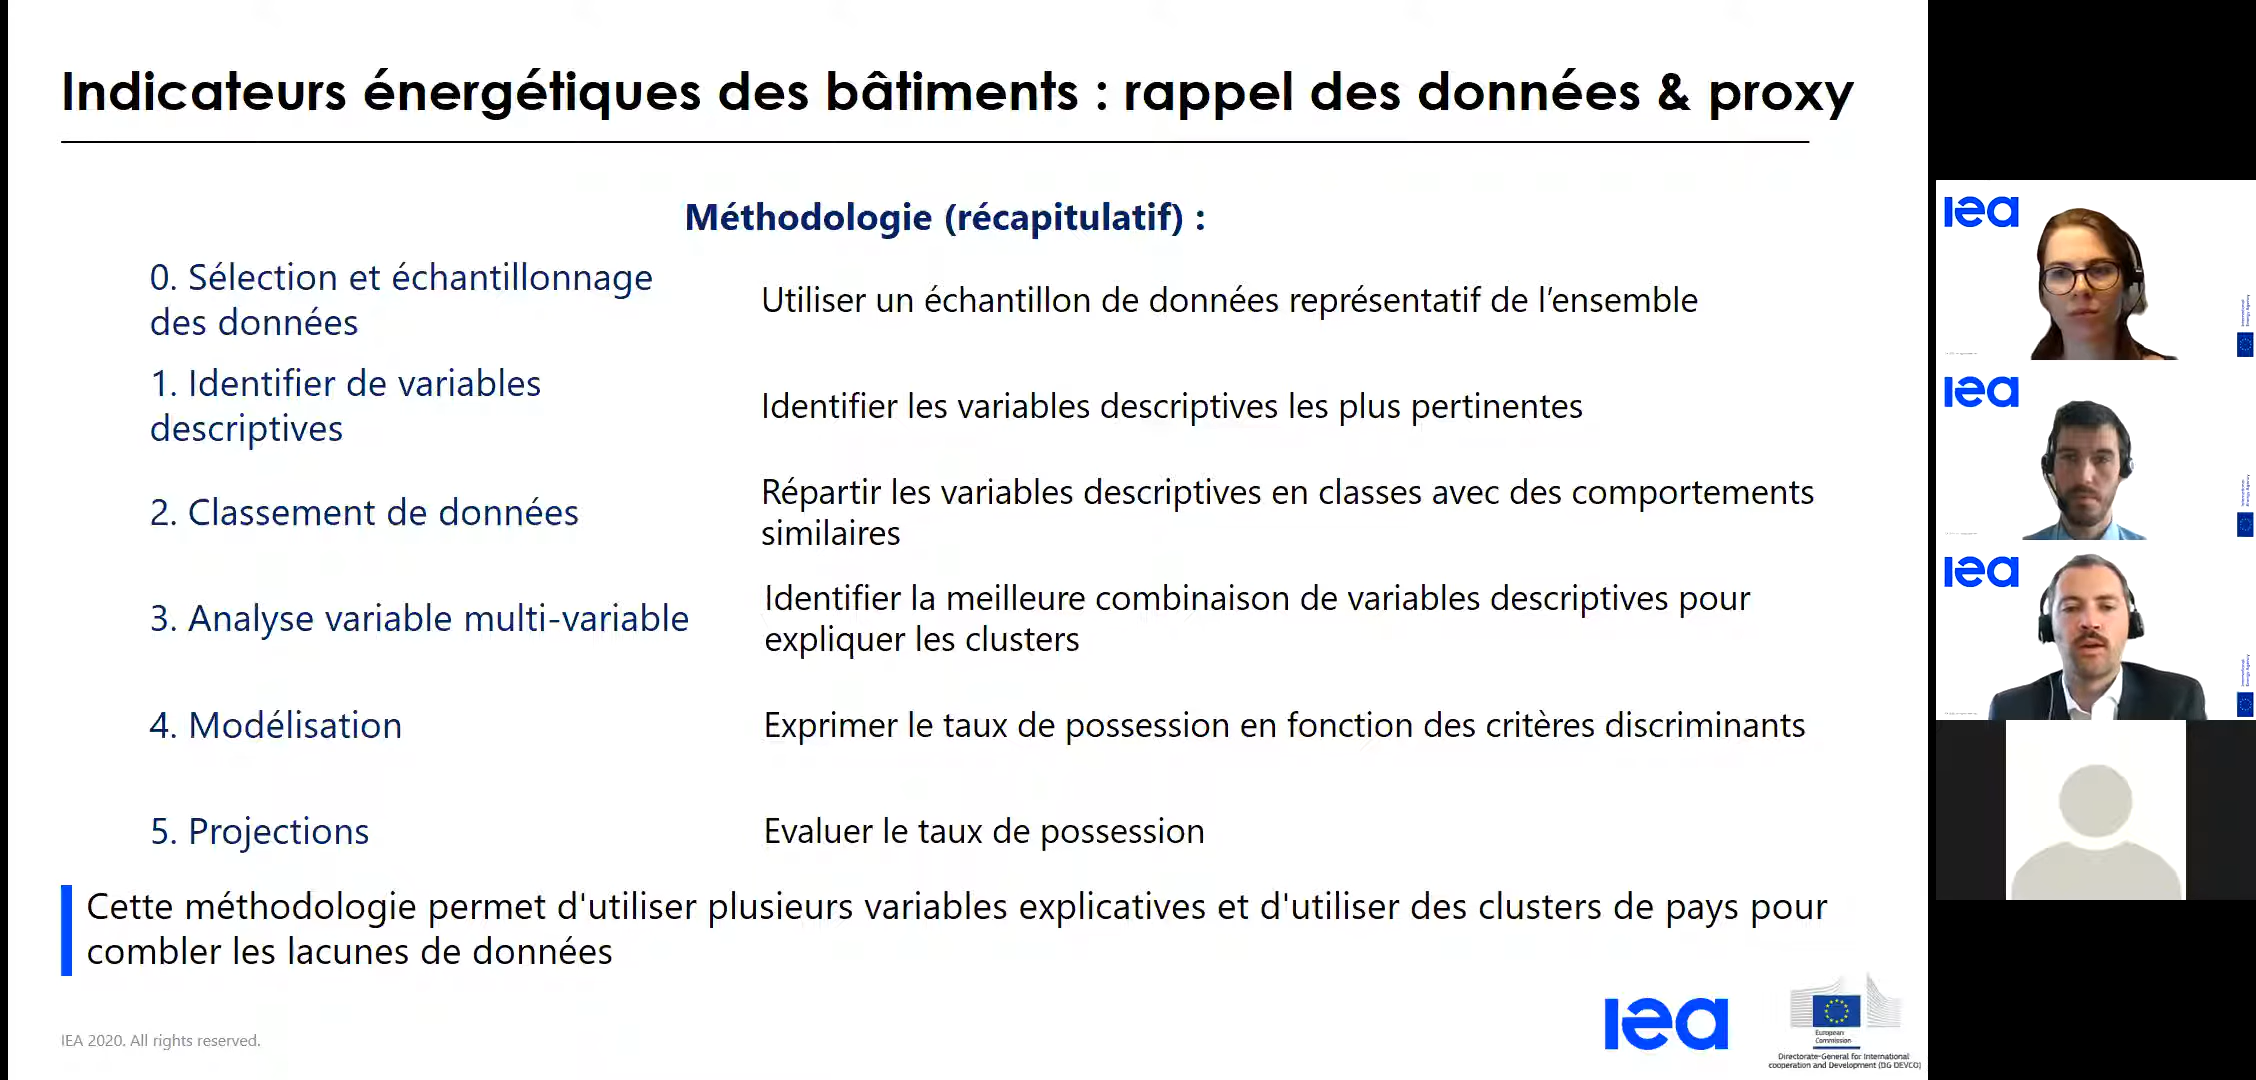 Indicateurs énergétiques des bâtiments : rappel des données & proxy
Méthodologie (récapitulatif) :
0. Sélection et échantillonnage
des données
Utiliser un échantillon de données représentatif de l’ensemble
1. Identifier de variables
descriptives
Identifier les variables descriptives les plus pertinentes
2. Classement de données
Répartir les variables descriptives en classes avec des comportements
similaires
3. Analyse variable multi-variable
Identifier la meilleure combinaison de variables descriptives pour
expliquer les clusters
4. Modélisation
Exprimer le taux de possession en fonction des critères discriminants
5. Projections
Evaluer le taux de possession
Cette méthodologie permet d'utiliser plusieurs variables explicatives et d'utiliser des clusters de pays pour
combler les lacunes de données
IEA 2020. All rights reserved.
iea
European
Commission
Directorate-General for International
cooperation and Development (DG DEVCO)
iea
iea
iea